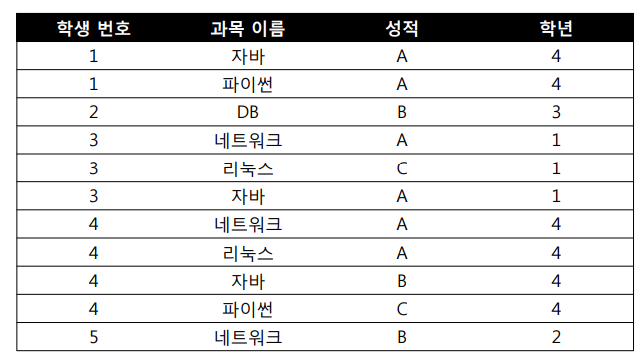 학생 번호 과목 이름 성적 학년
1 자바 A 4
1 파이썬 A 4
2 DB B 3
3 네트워크 A 1
3 리눅스 C 1
3 자바 A 1
4 네트워크 A 4
4 리눅스 A 4
4 자바 B 4
4 파이썬 C 4
5 네트워크 B 2